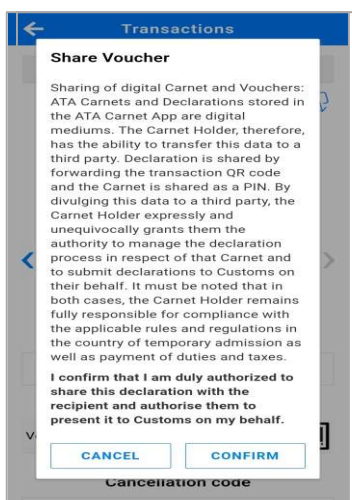 Transactions
Share Voucher
Sharing of digital Carnet and Vouchers:
ATA Carnets and Declarations stored in
the ATA Carnet App are digital
mediums. The Carnet Holder, therefore,
has the ability to transfer this data to a
third party. Declaration is shared by
forwarding the transaction QR code
and the Carnet is shared as a PIN. By
divulging this data to a third party, the
Carnet Holder expressly and
unequivocally grants them the
authority to manage the declaration
process in respect of that Carnet and
to submit declarations to Customs on
their behalf. It must be noted that in
both cases, the Carnet Holder remains
fully responsible for compliance with
the applicable rules and regulations in
the country of temporary admission as
well as payment of duties and taxes.
I confirm that I am duly authorized to
share this declaration with the
recipient and authorise them to
present it to Customs on my behalf.
CANCEL CONFIRM
Cancellation code